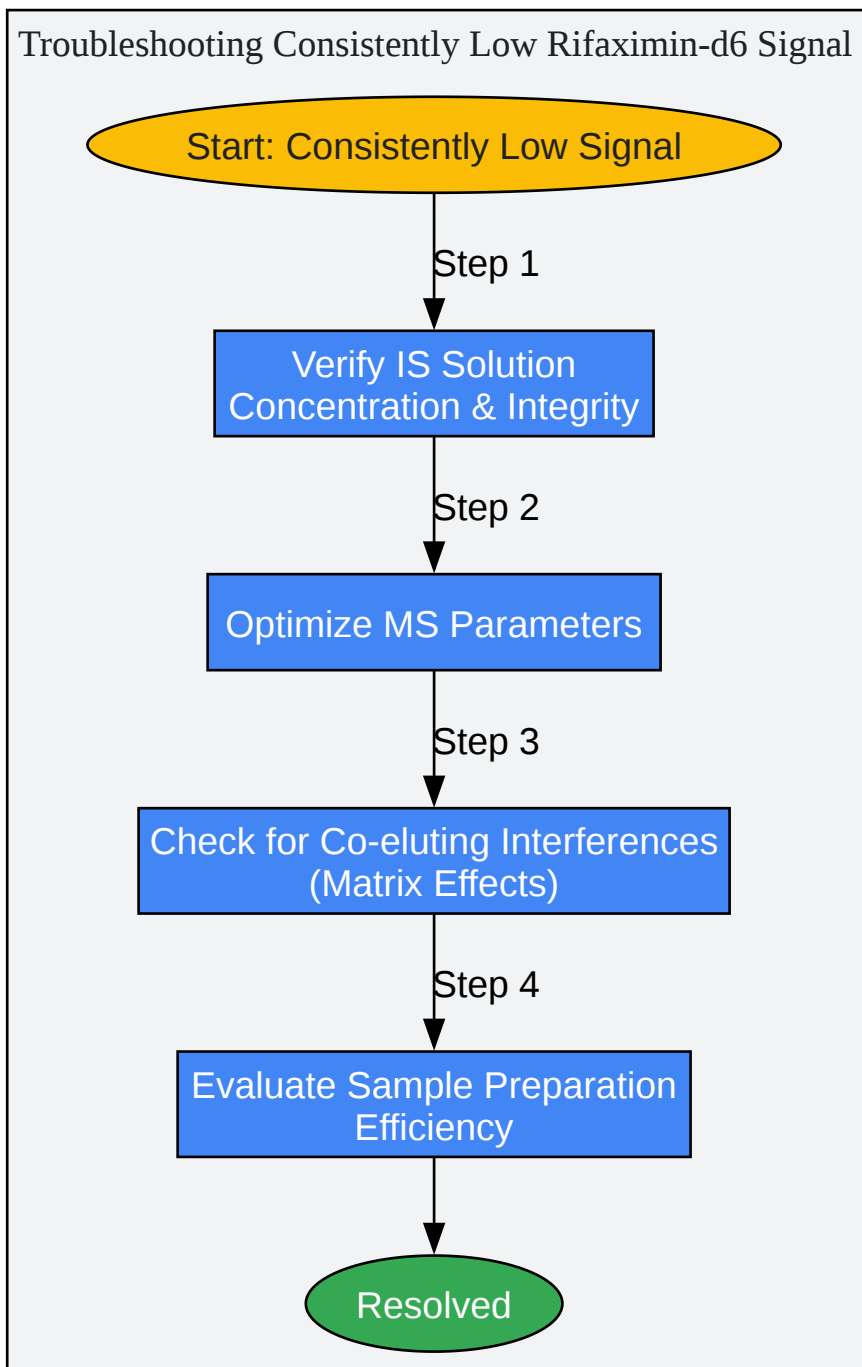 Troubleshooting Consistently Low Rifaximin-d6 Signal
Start: Consistently Low Signal
Step 1
Verify IS Solution
Concentration & Integrity
Step 2
Optimize MS Parameters
Step 3
Check for Co-eluting Interferences
(Matrix Effects)
Step 4
Evaluate Sample Preparation
Efficiency
Resolved